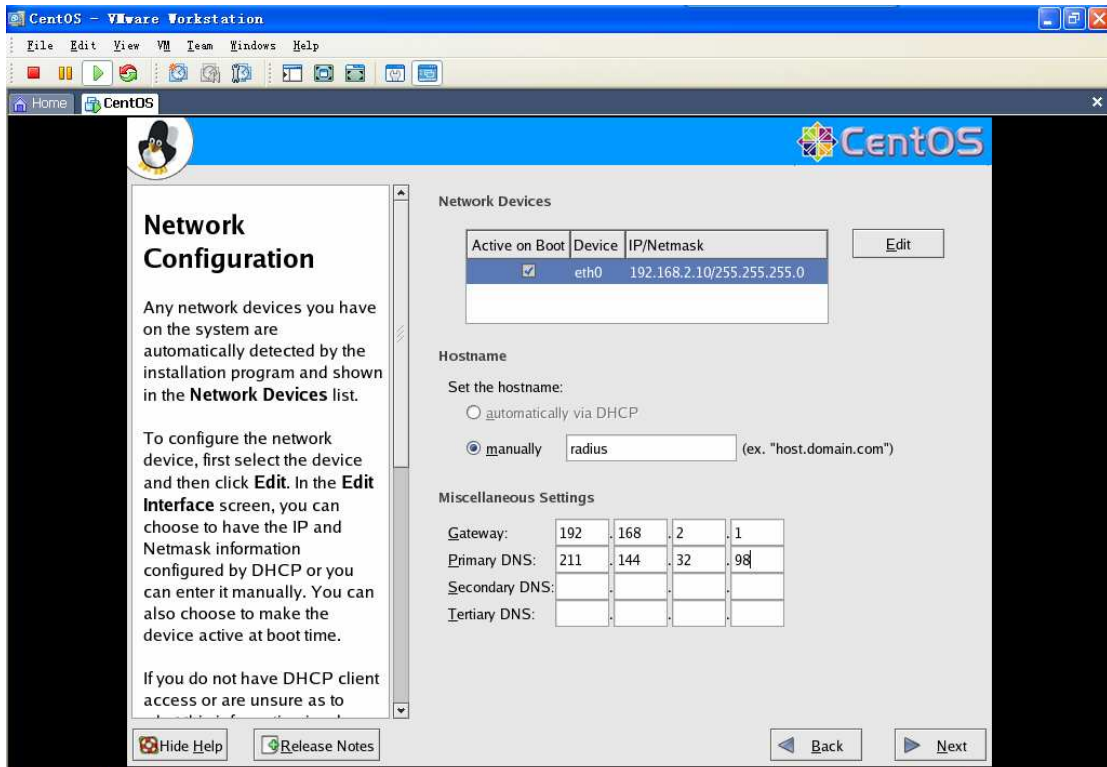 CentOS - VMware Workstation
File Edit View VM Team Windows Help
Home CentOS
CentOS
Network
Configuration
Any network devices you have
on the system are
automatically detected by the
installation program and shown
in the Network Devices list.
To configure the network
device, first select the device
and then click Edit. In the Edit
Interface screen, you can
choose to have the IP and
Netmask information
configured by DHCP or you
can enter it manually. You can
also choose to make the
device active at boot time.
If you do not have DHCP client
access or are unsure as to
Network Devices
Active on Boot Device IP/Netmask
eth0 192.168.2.10/255.255.255.0
Edit
Hostname
Set the hostname:
automatically via DHCP
manually radius (ex. "host.domain.com")
Miscellaneous Settings
Gateway: 192 . 168 . 2 . 1
Primary DNS: 211 . 144 . 32 . 98
Secondary DNS: . . .
Tertiary DNS: . . .
Hide Help Release Notes Back Next